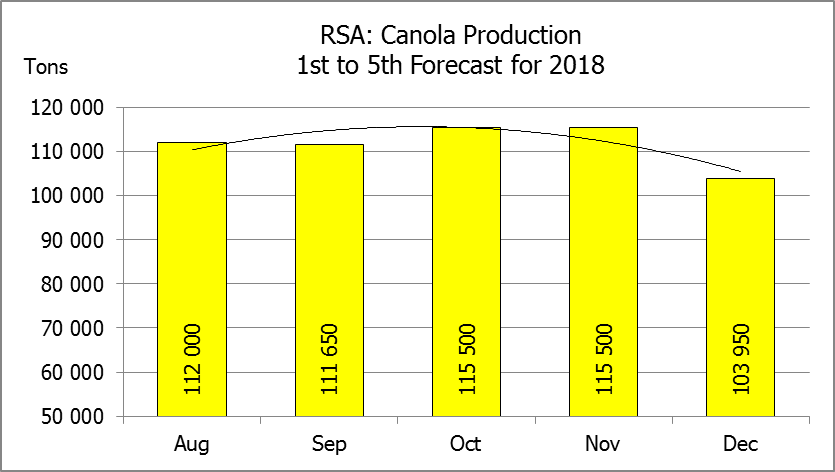 RSA: Canola Production
1st to 5th Forecast for 2018
Tons
120 000
110 000
100 000
90 000
80 000
70 000
60 000
50 000
112 000
111 650
115 500
115 500
103 950
Aug
Sep
Oct
Nov
Dec